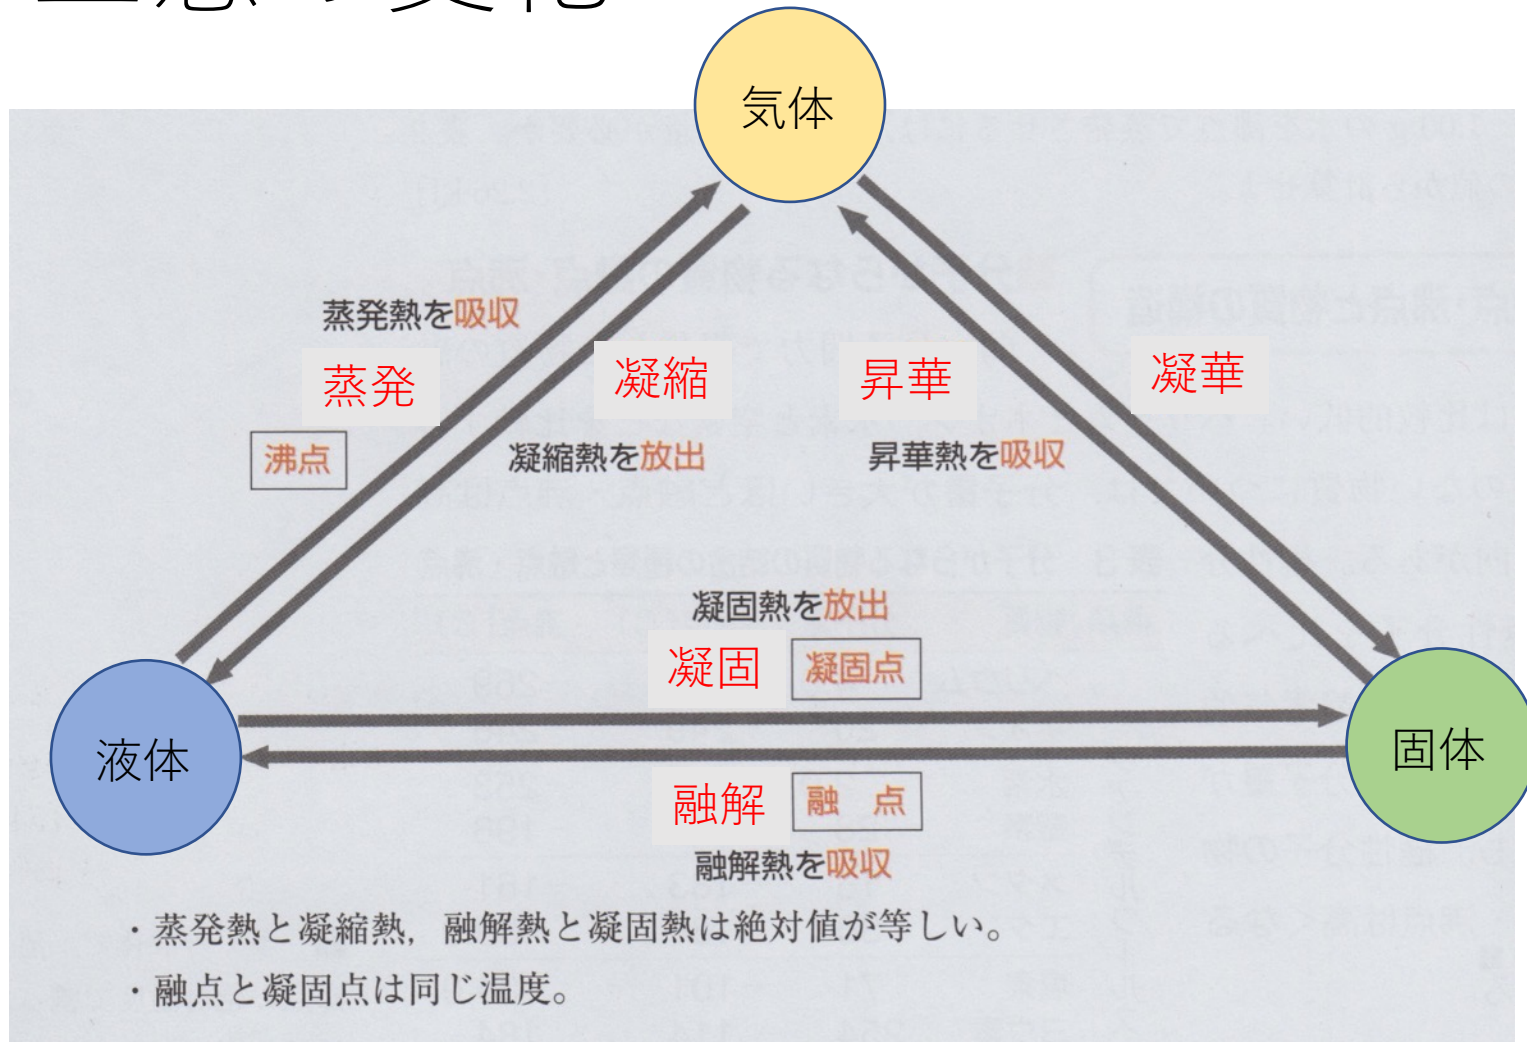 の変化
気体
蒸発熱を吸収
蒸発
沸点
凝縮
凝縮熱を放出
昇華
昇華熱を吸収
凝華
凝固熱を放出
凝固
凝固点
液体
固体
融解
融 点
融解熱を吸収
・蒸発熱と凝縮熱，融解熱と凝固熱は絶対値が等しい。
・融点と凝固点は同じ温度。